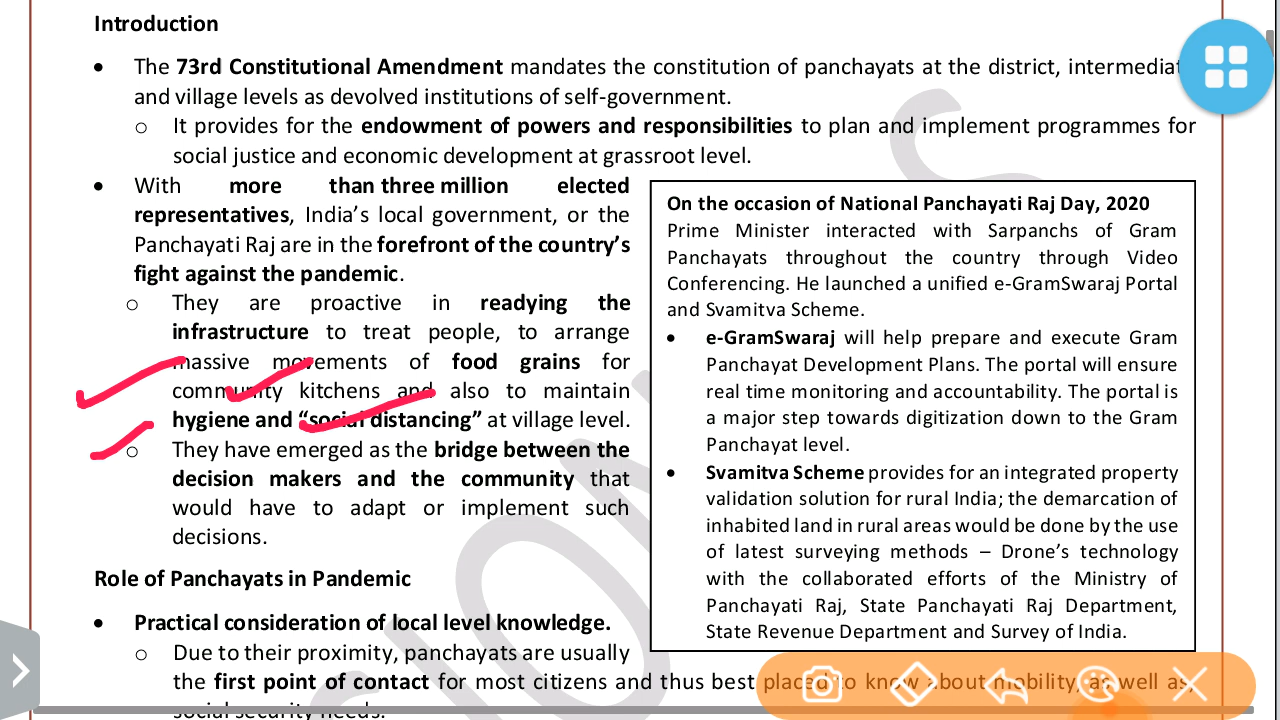 Introduction
• The 73rd Constitutional Amendment mandates the constitution of panchayats at the district, intermediate
and village levels as devolved institutions of self-government.
o It provides for the endowment of powers and responsibilities to plan and implement programmes for
social justice and economic development at grassroot level.
• With more than three million elected
representatives, India’s local government, or the
Panchayati Raj are in the forefront of the country’s
fight against the pandemic.
o They are proactive in readying the
infrastructure to treat people, to arrange
massive movements of food grains for
community kitchens and also to maintain
hygiene and “social distancing” at village level.
o They have emerged as the bridge between the
decision makers and the community that
would have to adapt or implement such
decisions.
On the occasion of National Panchayati Raj Day, 2020
Prime Minister interacted with Sarpanchs of Gram
Panchayats throughout the country through Video
Conferencing. He launched a unified e-GramSwaraj Portal
and Svamitva Scheme.
• e-GramSwaraj will help prepare and execute Gram
Panchayat Development Plans. The portal will ensure
real time monitoring and accountability. The portal is
a major step towards digitization down to the Gram
Panchayat level.
• Svamitva Scheme provides for an integrated property
validation solution for rural India; the demarcation of
inhabited land in rural areas would be done by the use
of latest surveying methods – Drone’s technology
with the collaborated efforts of the Ministry of
Panchayati Raj, State Panchayati Raj Department,
State Revenue Department and Survey of India.
Role of Panchayats in Pandemic
• Practical consideration of local level knowledge.
o Due to their proximity, panchayats are usually
the first point of contact for most citizens and thus best placed to know about mobility, as well as,
social security needs.